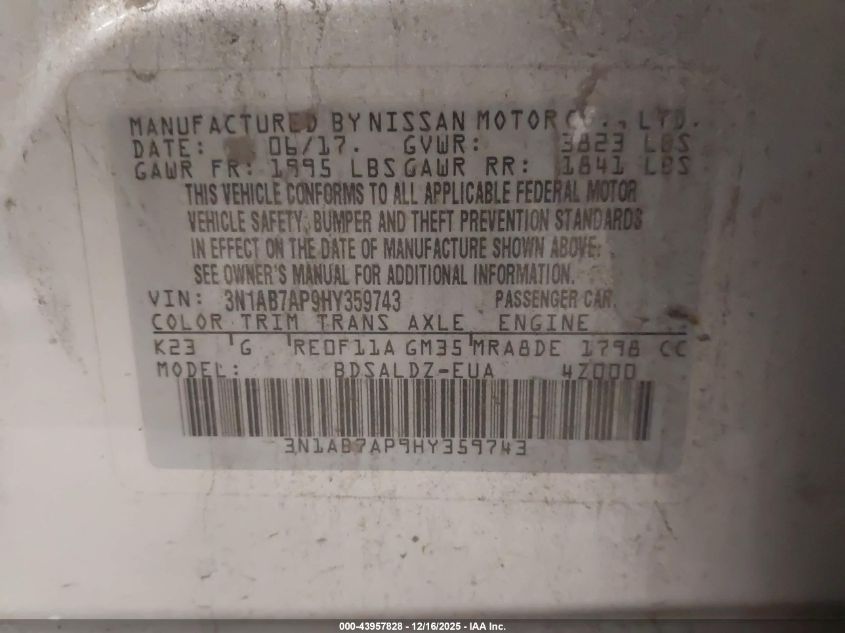 MANUFACTURED BY NISSAN MOTOR CO., LTD.
DATE: 06/17. GVWR: 3823 LBS
GAWR FR: 1995 LBS GAWR RR: 1841 LBS
THIS VEHICLE CONFORMS TO ALL APPLICABLE FEDERAL MOTOR
VEHICLE SAFETY, BUMPER AND THEFT PREVENTION STANDARDS
IN EFFECT ON THE DATE OF MANUFACTURE SHOWN ABOVE.
SEE OWNER'S MANUAL FOR ADDITIONAL INFORMATION.
VIN: 3N1AB7AP9HY359743 PASSENGER CAR
COLOR TRIM TRANS AXLE ENGINE
K23 G RE0F11A GM35 MRA8DE 1798 CC
MODEL: BDSALDZ-EUA 4Z000
3N1AB7AP9HY359743
000-43957828 - 12/16/2025 - IAA Inc.